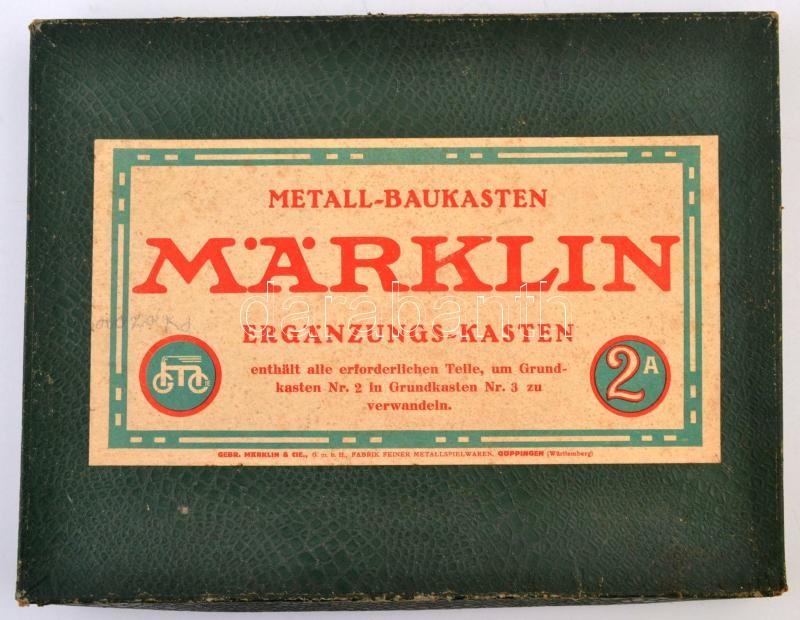 METALL-BAUKASTEN
MÄRKLIN
darabanth
ERGÄNZUNGS-KASTEN
enthält alle erforderlichen Teile, um Grund-
kasten Nr. 2 in Grundkasten Nr. 3 zu
verwandeln.
2A
GEBR. MÄRKLIN & CIE., G. m. b. H., FABRIK FEINER METALLSPIELWAREN, GÖPPINGEN (Württemberg)